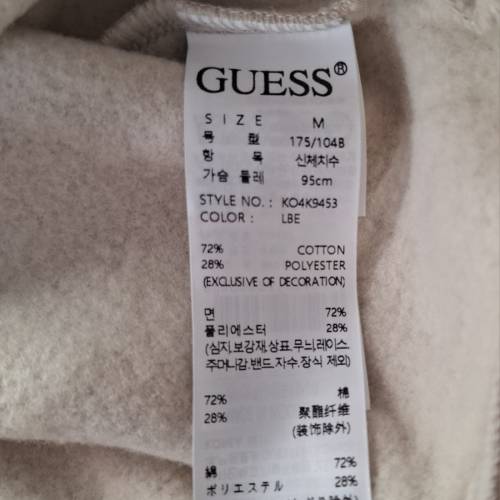 GUESS®
SIZE M
号 型 175/104B
항 목 신체치수
가슴 둘레 95cm
STYLE NO. : KO4K9453
COLOR : LBE
72% COTTON
28% POLYESTER
(EXCLUSIVE OF DECORATION)
면 72%
폴리에스터 28%
(심지,보강재,상표,무늬,레이스
주머니감,밴드,자수,장식 제외)
72% 棉
28% 聚酯纤维
(装饰除外)
綿 72%
ポリエステル 28%